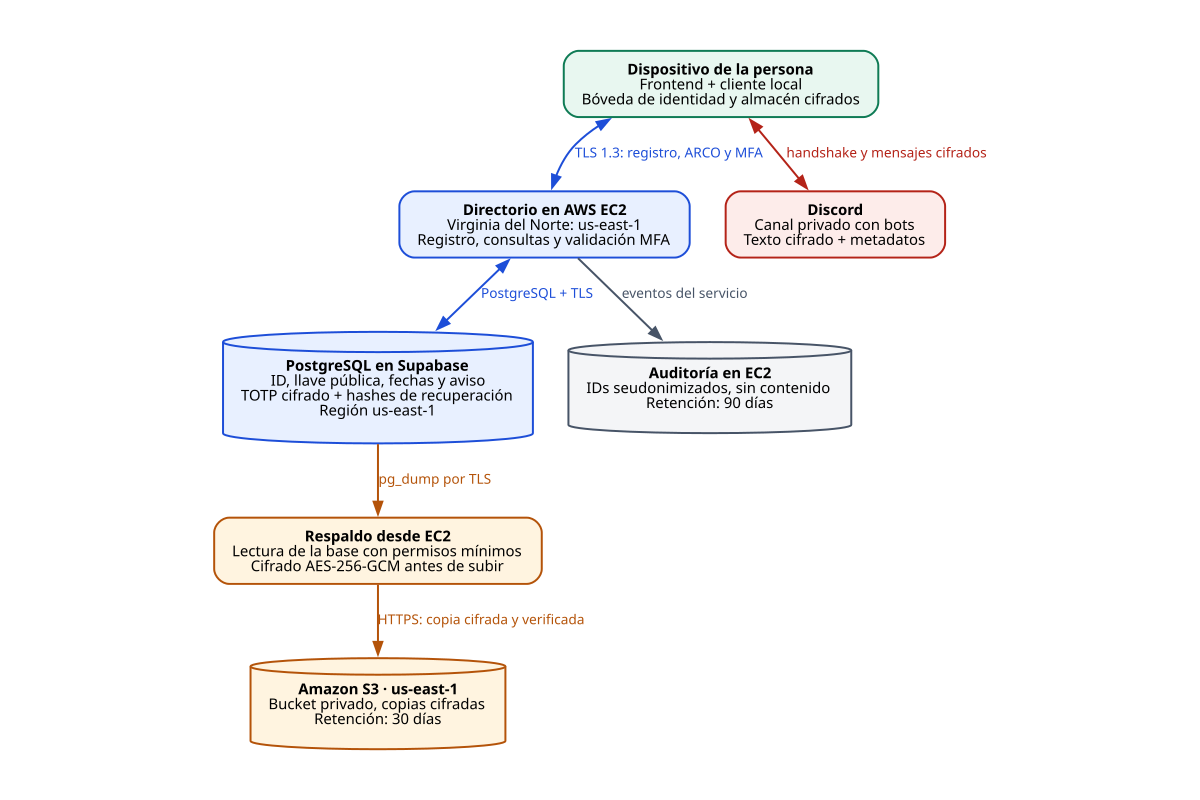 Dispositivo de la persona
Frontend + cliente local
Bóveda de identidad y almacén cifrados
TLS 1.3: registro, ARCO y MFA
handshake y mensajes cifrados
Directorio en AWS EC2
Virginia del Norte: us-east-1
Registro, consultas y validación MFA
Discord
Canal privado con bots
Texto cifrado + metadatos
PostgreSQL + TLS
eventos del servicio
PostgreSQL en Supabase
ID, llave pública, fechas y aviso
TOTP cifrado + hashes de recuperación
Región us-east-1
Auditoría en EC2
IDs seudonimizados, sin contenido
Retención: 90 días
pg_dump por TLS
Respaldo desde EC2
Lectura de la base con permisos mínimos
Cifrado AES-256-GCM antes de subir
HTTPS: copia cifrada y verificada
Amazon S3 · us-east-1
Bucket privado, copias cifradas
Retención: 30 días